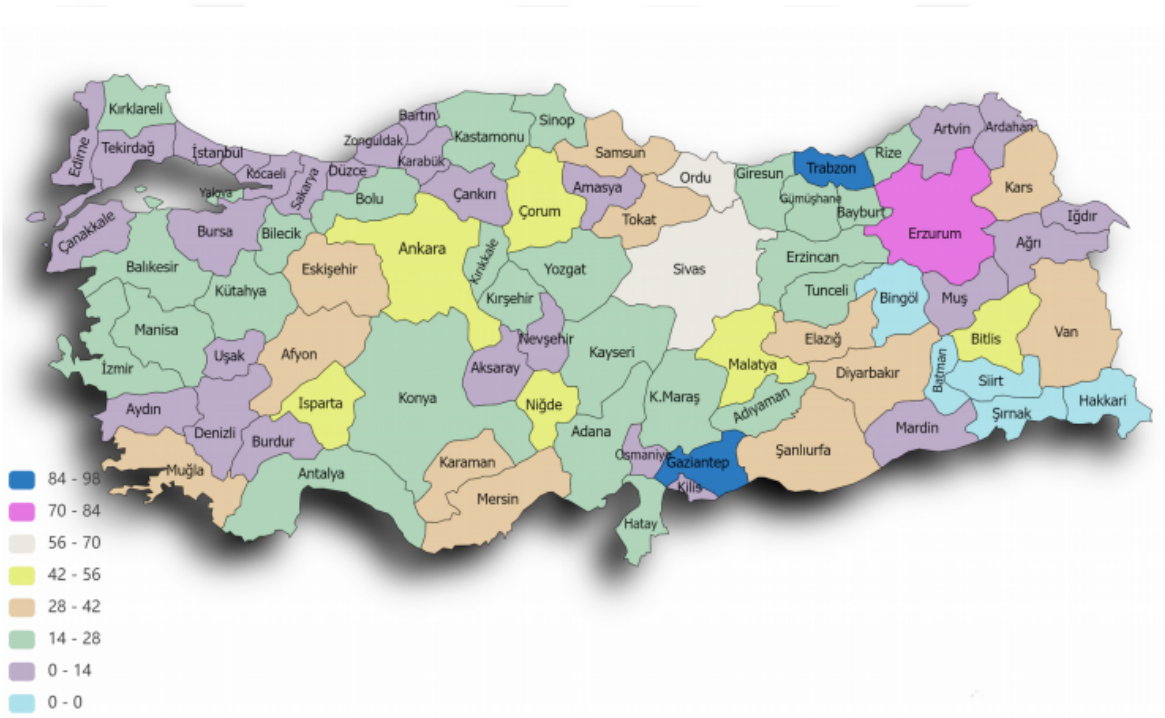 Kırklareli
Edirne
Tekirdağ
İstanbul
Kocaeli
Yalova
Sakarya
Düzce
Zonguldak
Bartın
Karabük
Kastamonu
Sinop
Samsun
Ordu
Giresun
Trabzon
Rize
Artvin
Ardahan
Kars
Iğdır
Ağrı
Erzurum
Bayburt
Gümüşhane
Çankırı
Çorum
Amasya
Tokat
Bolu
Çanakkale
Bursa
Bilecik
Balıkesir
Kütahya
Eskişehir
Ankara
Kırıkkale
Yozgat
Kırşehir
Sivas
Erzincan
Tunceli
Bingöl
Muş
Bitlis
Van
Manisa
İzmir
Uşak
Afyon
Nevşehir
Aksaray
Kayseri
Malatya
Elazığ
Diyarbakır
Batman
Siirt
Şırnak
Hakkari
Aydın
Denizli
Isparta
Burdur
Konya
Niğde
K.Maraş
Adıyaman
Adana
Mardin
Şanlıurfa
Osmaniye
Gaziantep
Kilis
Muğla
Antalya
Karaman
Mersin
Hatay
84 - 98
70 - 84
56 - 70
42 - 56
28 - 42
14 - 28
0 - 14
0 - 0